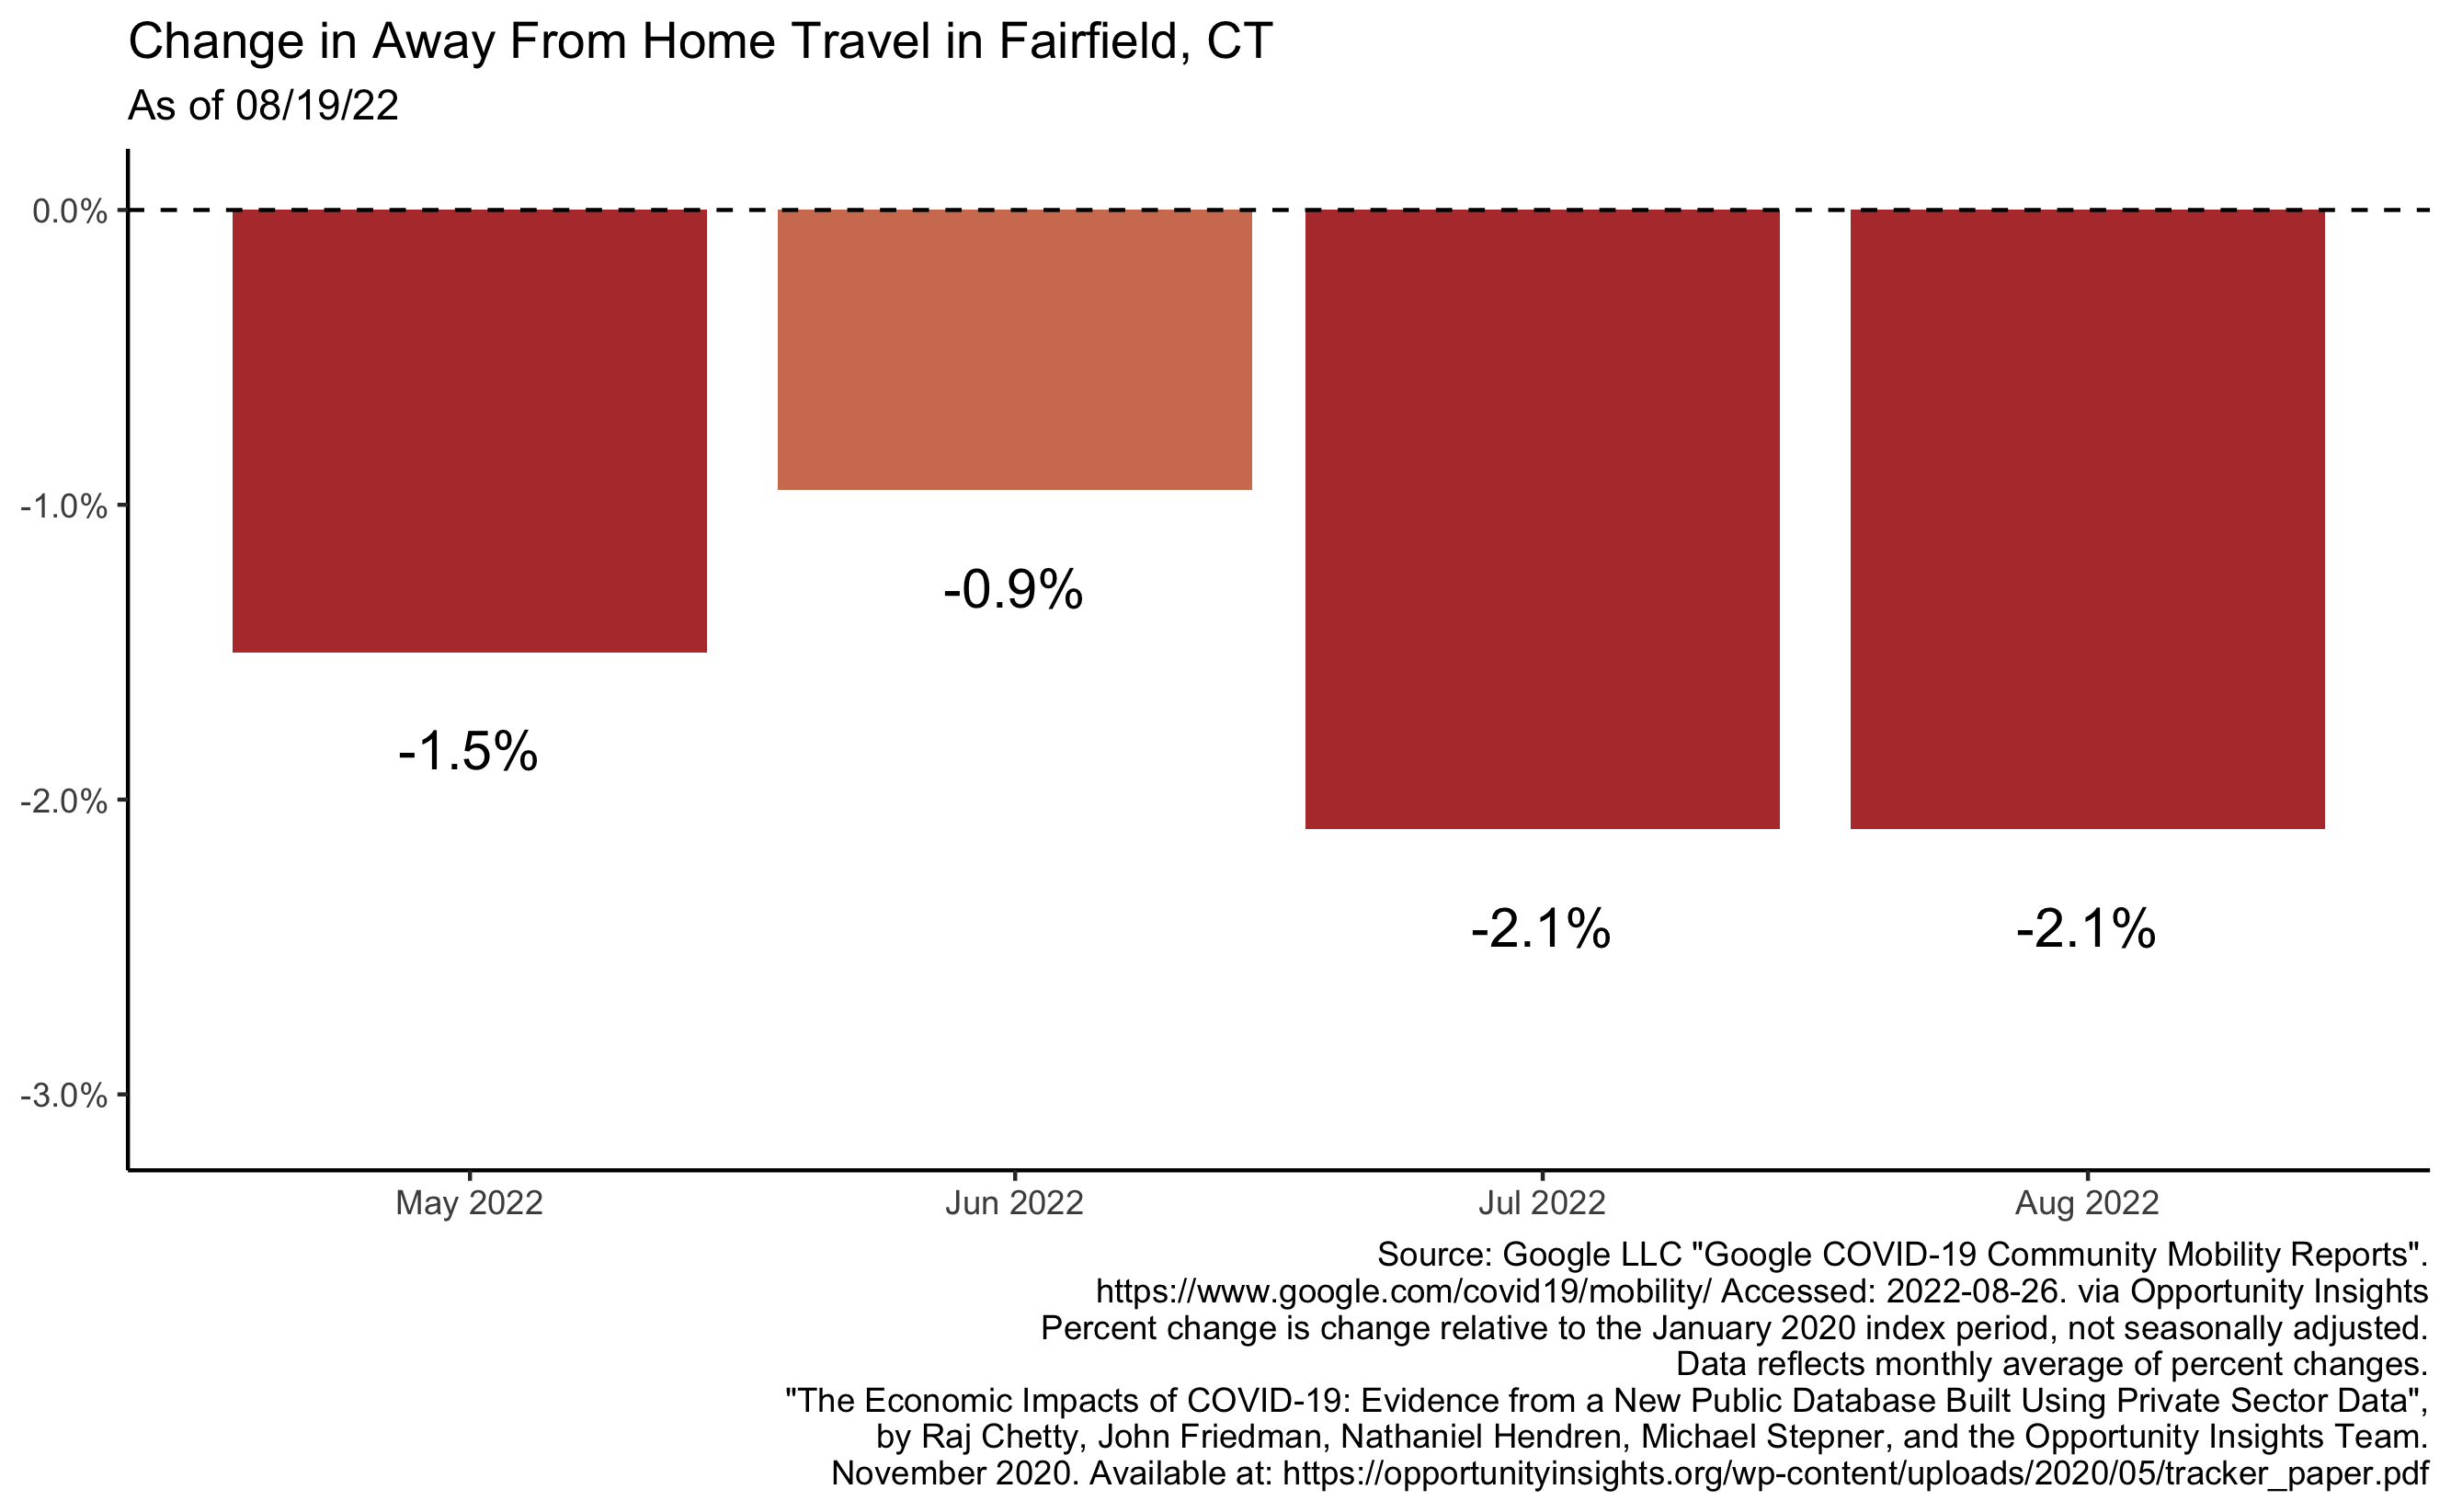 Change in Away From Home Travel in Fairfield, CT
As of 08/19/22
0.0%
-1.0%
-2.0%
-3.0%
-1.5%
-0.9%
-2.1%
-2.1%
May 2022
Jun 2022
Jul 2022
Aug 2022
Source: Google LLC "Google COVID-19 Community Mobility Reports".
https://www.google.com/covid19/mobility/ Accessed: 2022-08-26. via Opportunity Insights
Percent change is change relative to the January 2020 index period, not seasonally adjusted.
Data reflects monthly average of percent changes.
"The Economic Impacts of COVID-19: Evidence from a New Public Database Built Using Private Sector Data",
by Raj Chetty, John Friedman, Nathaniel Hendren, Michael Stepner, and the Opportunity Insights Team.
November 2020. Available at: https://opportunityinsights.org/wp-content/uploads/2020/05/tracker_paper.pdf